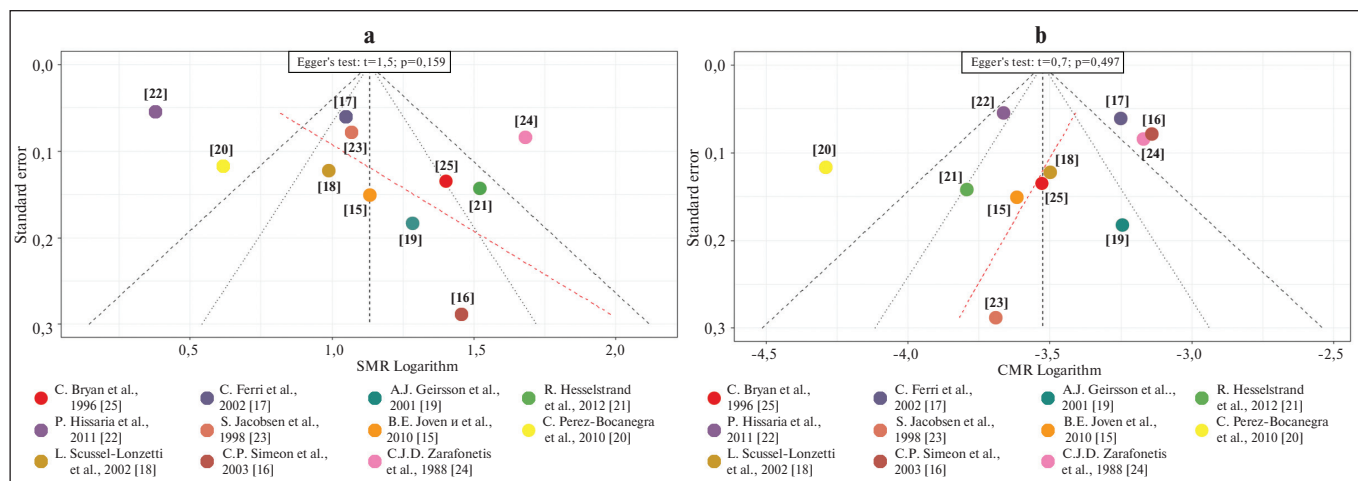 a
Egger's test: t=1,5; p=0,159
Standard error
0,0
0,1
0,2
0,3
[22]
[17]
[24]
[20]
[23]
[25]
[18]
[21]
[15]
[19]
[16]
0,5
1,0
1,5
2,0
SMR Logarithm
C. Bryan et al.,
1996 [25]
C. Ferri et al.,
2002 [17]
A.J. Geirsson et al.,
2001 [19]
R. Hesselstrand
et al., 2012 [21]
P. Hissaria et al.,
2011 [22]
S. Jacobsen et al.,
1998 [23]
B.E. Joven и et al.,
2010 [15]
C. Perez-Bocanegra
et al., 2010 [20]
L. Scussel-Lonzetti
et al., 2002 [18]
C.P. Simeon et al.,
2003 [16]
C.J.D. Zarafonetis
et al., 1988 [24]
b
Egger's test: t=0,7; p=0,497
Standard error
0,0
0,1
0,2
0,3
[22]
[17]
[16]
[20]
[24]
[18]
[21]
[25]
[15]
[19]
[23]
-4,5
-4,0
-3,5
-3,0
-2,5
CMR Logarithm
C. Bryan et al.,
1996 [25]
C. Ferri et al.,
2002 [17]
A.J. Geirsson et al.,
2001 [19]
R. Hesselstrand
et al., 2012 [21]
P. Hissaria et al.,
2011 [22]
S. Jacobsen et al.,
1998 [23]
B.E. Joven et al.,
2010 [15]
C. Perez-Bocanegra
et al., 2010 [20]
L. Scussel-Lonzetti
et al., 2002 [18]
C.P. Simeon et al.,
2003 [16]
C.J.D. Zarafonetis
et al., 1988 [24]